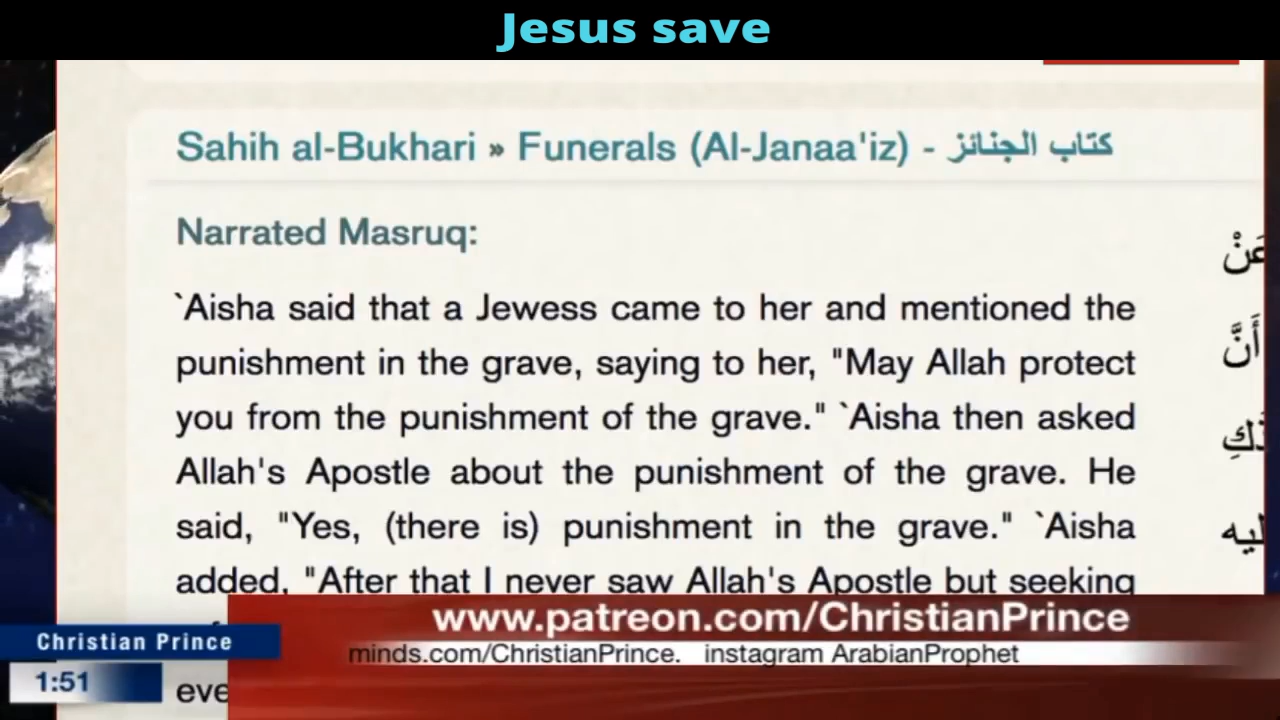 Jesus save
Sahih al-Bukhari » Funerals (Al-Janaa'iz) - كتاب الجنائز
Narrated Masruq:
`Aisha said that a Jewess came to her and mentioned the
punishment in the grave, saying to her, "May Allah protect
you from the punishment of the grave." `Aisha then asked
Allah's Apostle about the punishment of the grave. He
said, "Yes, (there is) punishment in the grave." `Aisha
added, "After that I never saw Allah's Apostle but seeking
عَنْ
أَنَّ
www.patreon.com/ChristianPrince
Christian Prince
minds.com/ChristianPrince. instagram ArabianProphet
1:51